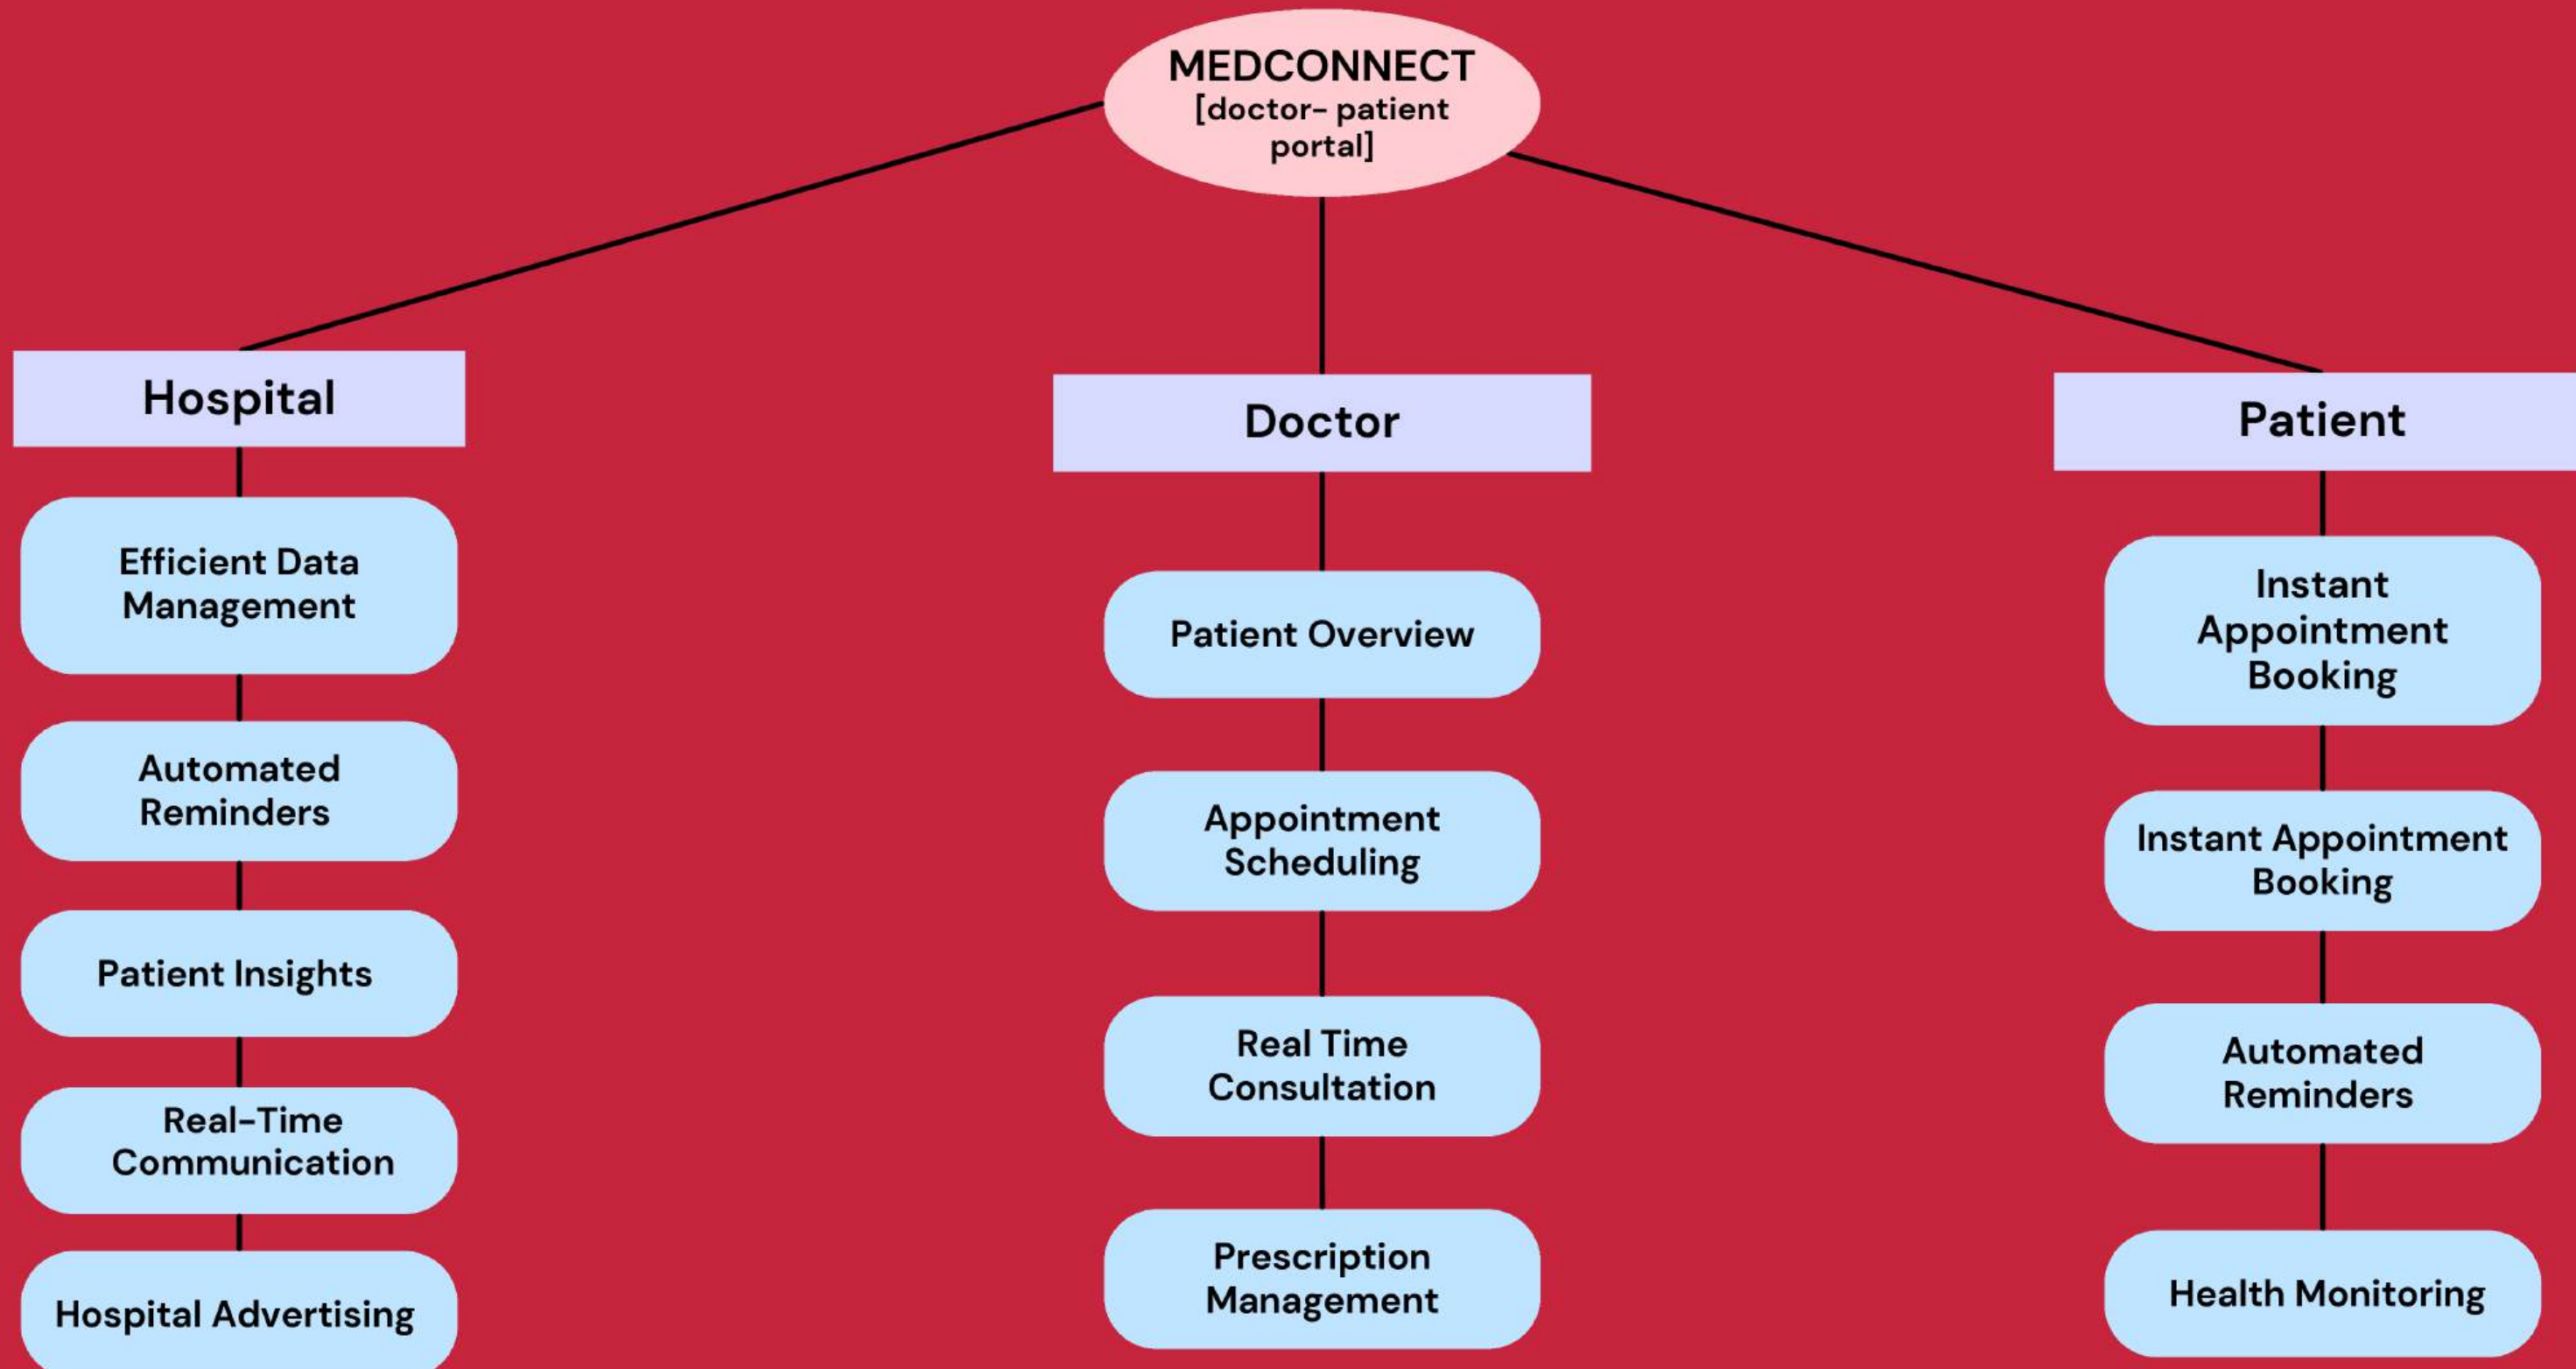 MEDCONNECT
[doctor- patient
portal]
Hospital
Efficient Data
Management
Automated
Reminders
Patient Insights
Real-Time
Communication
Hospital Advertising
Doctor
Patient Overview
Appointment
Scheduling
Real Time
Consultation
Prescription
Management
Patient
Instant
Appointment
Booking
Instant Appointment
Booking
Automated
Reminders
Health Monitoring